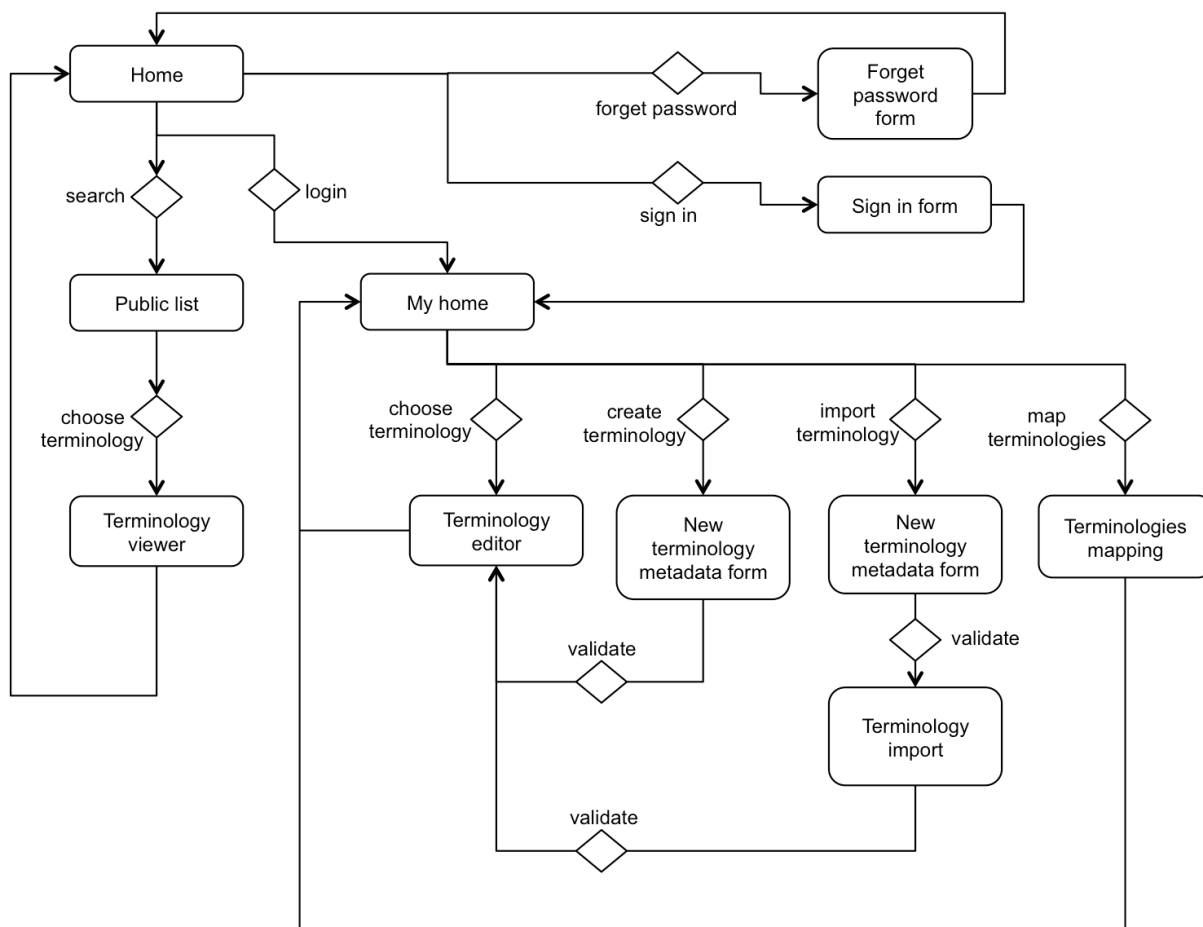 Home
forget password
Forget
password
form
search
login
sign in
Sign in form
Public list
My home
choose
terminology
choose
terminology
create
terminology
import
terminology
map
terminologies
Terminology
viewer
Terminology
editor
New
terminology
metadata form
New
terminology
metadata form
Terminologies
mapping
validate
validate
Terminology
import
validate